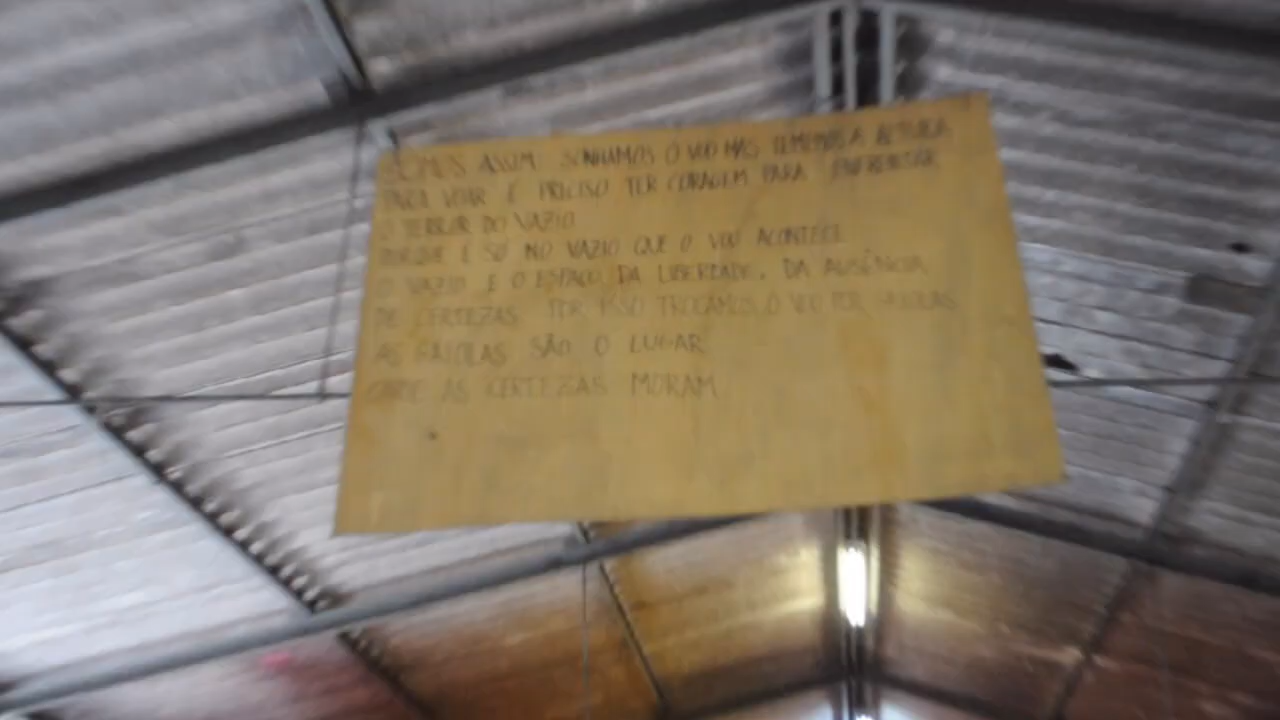 SOMOS ASSIM: SONHAMOS O VOO MAS TEMEMOS A ALTURA
PARA VOAR É PRECISO TER CORAGEM PARA ENFRENTAR
O TERROR DO VAZIO
PORQUE É SÓ NO VAZIO QUE O VOO ACONTECE
O VAZIO É O ESPAÇO DA LIBERDADE, DA AUSÊNCIA
DE CERTEZAS POR ISSO TROCAMOS O VOO POR GAIOLAS
AS GAIOLAS SÃO O LUGAR
ONDE AS CERTEZAS MORAM